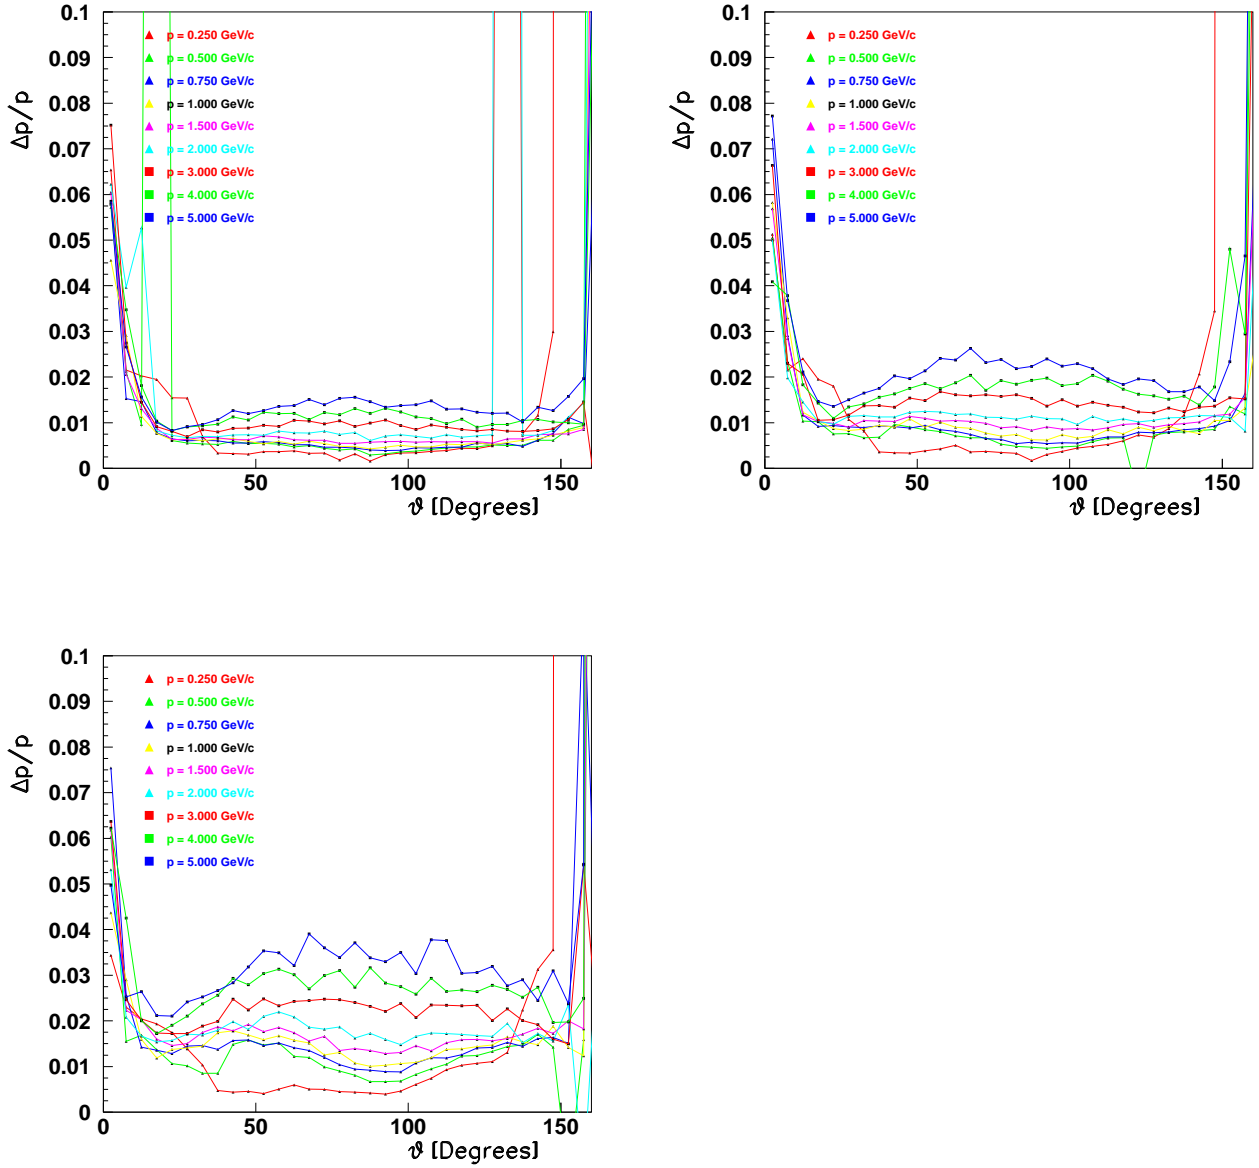 Δp/p
0.1
0.09
0.08
0.07
0.06
0.05
0.04
0.03
0.02
0.01
0
p = 0.250 GeV/c
p = 0.500 GeV/c
p = 0.750 GeV/c
p = 1.000 GeV/c
p = 1.500 GeV/c
p = 2.000 GeV/c
p = 3.000 GeV/c
p = 4.000 GeV/c
p = 5.000 GeV/c
0 50 100 150
ϑ [Degrees]
Δp/p
0.1
0.09
0.08
0.07
0.06
0.05
0.04
0.03
0.02
0.01
0
p = 0.250 GeV/c
p = 0.500 GeV/c
p = 0.750 GeV/c
p = 1.000 GeV/c
p = 1.500 GeV/c
p = 2.000 GeV/c
p = 3.000 GeV/c
p = 4.000 GeV/c
p = 5.000 GeV/c
0 50 100 150
ϑ [Degrees]
Δp/p
0.1
0.09
0.08
0.07
0.06
0.05
0.04
0.03
0.02
0.01
0
p = 0.250 GeV/c
p = 0.500 GeV/c
p = 0.750 GeV/c
p = 1.000 GeV/c
p = 1.500 GeV/c
p = 2.000 GeV/c
p = 3.000 GeV/c
p = 4.000 GeV/c
p = 5.000 GeV/c
0 50 100 150
ϑ [Degrees]